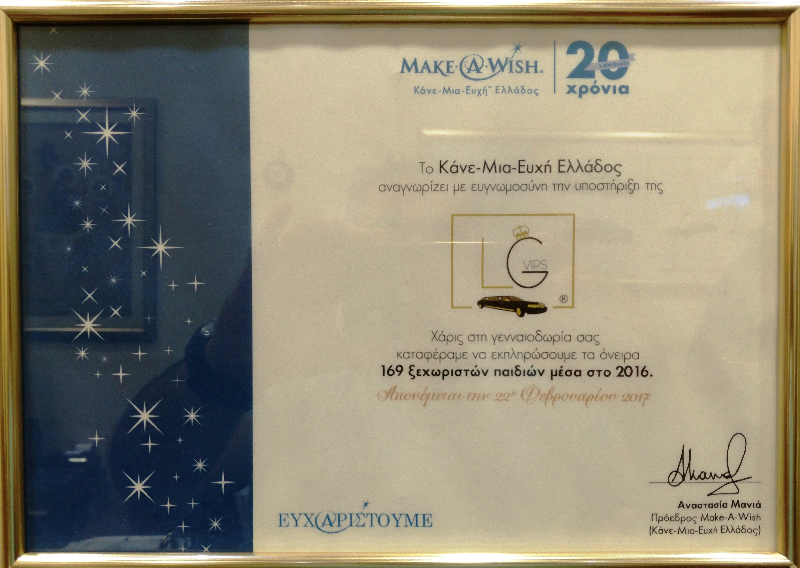 MAKE-A-WISH®
Κάνε-Μια-Ευχή™ Ελλάδος
20
χρόνια
Το Κάνε-Μια-Ευχή Ελλάδος
αναγνωρίζει με ευγνωμοσύνη την υποστήριξη της
LG
VIPS
®
Χάρις στη γενναιοδωρία σας
καταφέραμε να εκπληρώσουμε τα όνειρα
169 ξεχωριστών παιδιών μέσα στο 2016.
Απονέμεται την 22α Φεβρουαρίου 2017
ΕΥΧΑΡΙΣΤΟΥΜΕ
Αναστασία Μανιά
Πρόεδρος Make-A-Wish
(Κάνε-Μια-Ευχή Ελλάδος)